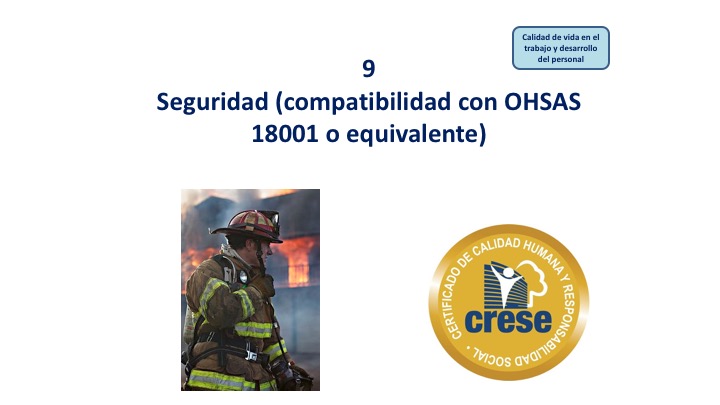 Calidad de vida en el
trabajo y desarrollo
del personal
9
Seguridad (compatibilidad con OHSAS
18001 o equivalente)
CERTIFICADO DE CALIDAD HUMANA Y RESPONSABILIDAD SOCIAL •
crese